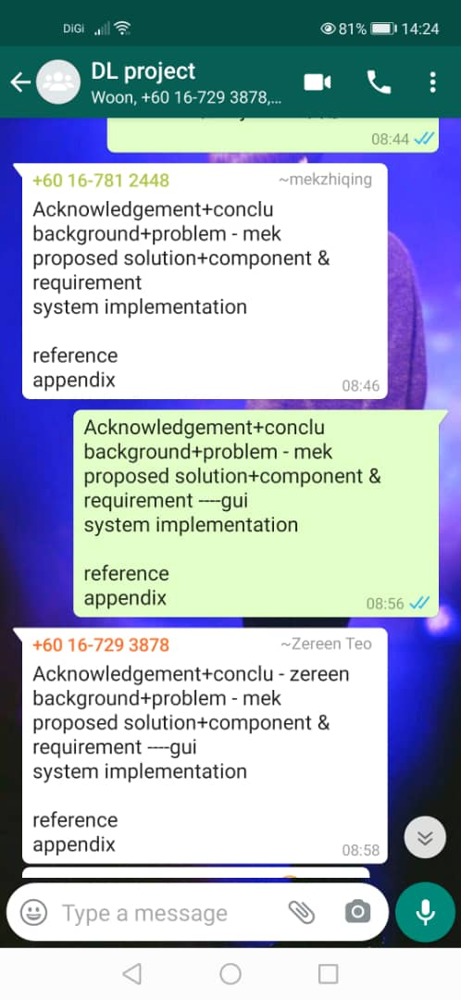 DiGi 81% 14:24
DL project
Woon, +60 16-729 3878,...
08:44
+60 16-781 2448 ~mekzhiqing
Acknowledgement+conclu
background+problem - mek
proposed solution+component &
requirement
system implementation
reference
appendix
08:46
Acknowledgement+conclu
background+problem - mek
proposed solution+component &
requirement ----gui
system implementation
reference
appendix
08:56
+60 16-729 3878 ~Zereen Teo
Acknowledgement+conclu - zereen
background+problem - mek
proposed solution+component &
requirement ----gui
system implementation
reference
appendix
08:58
Type a message